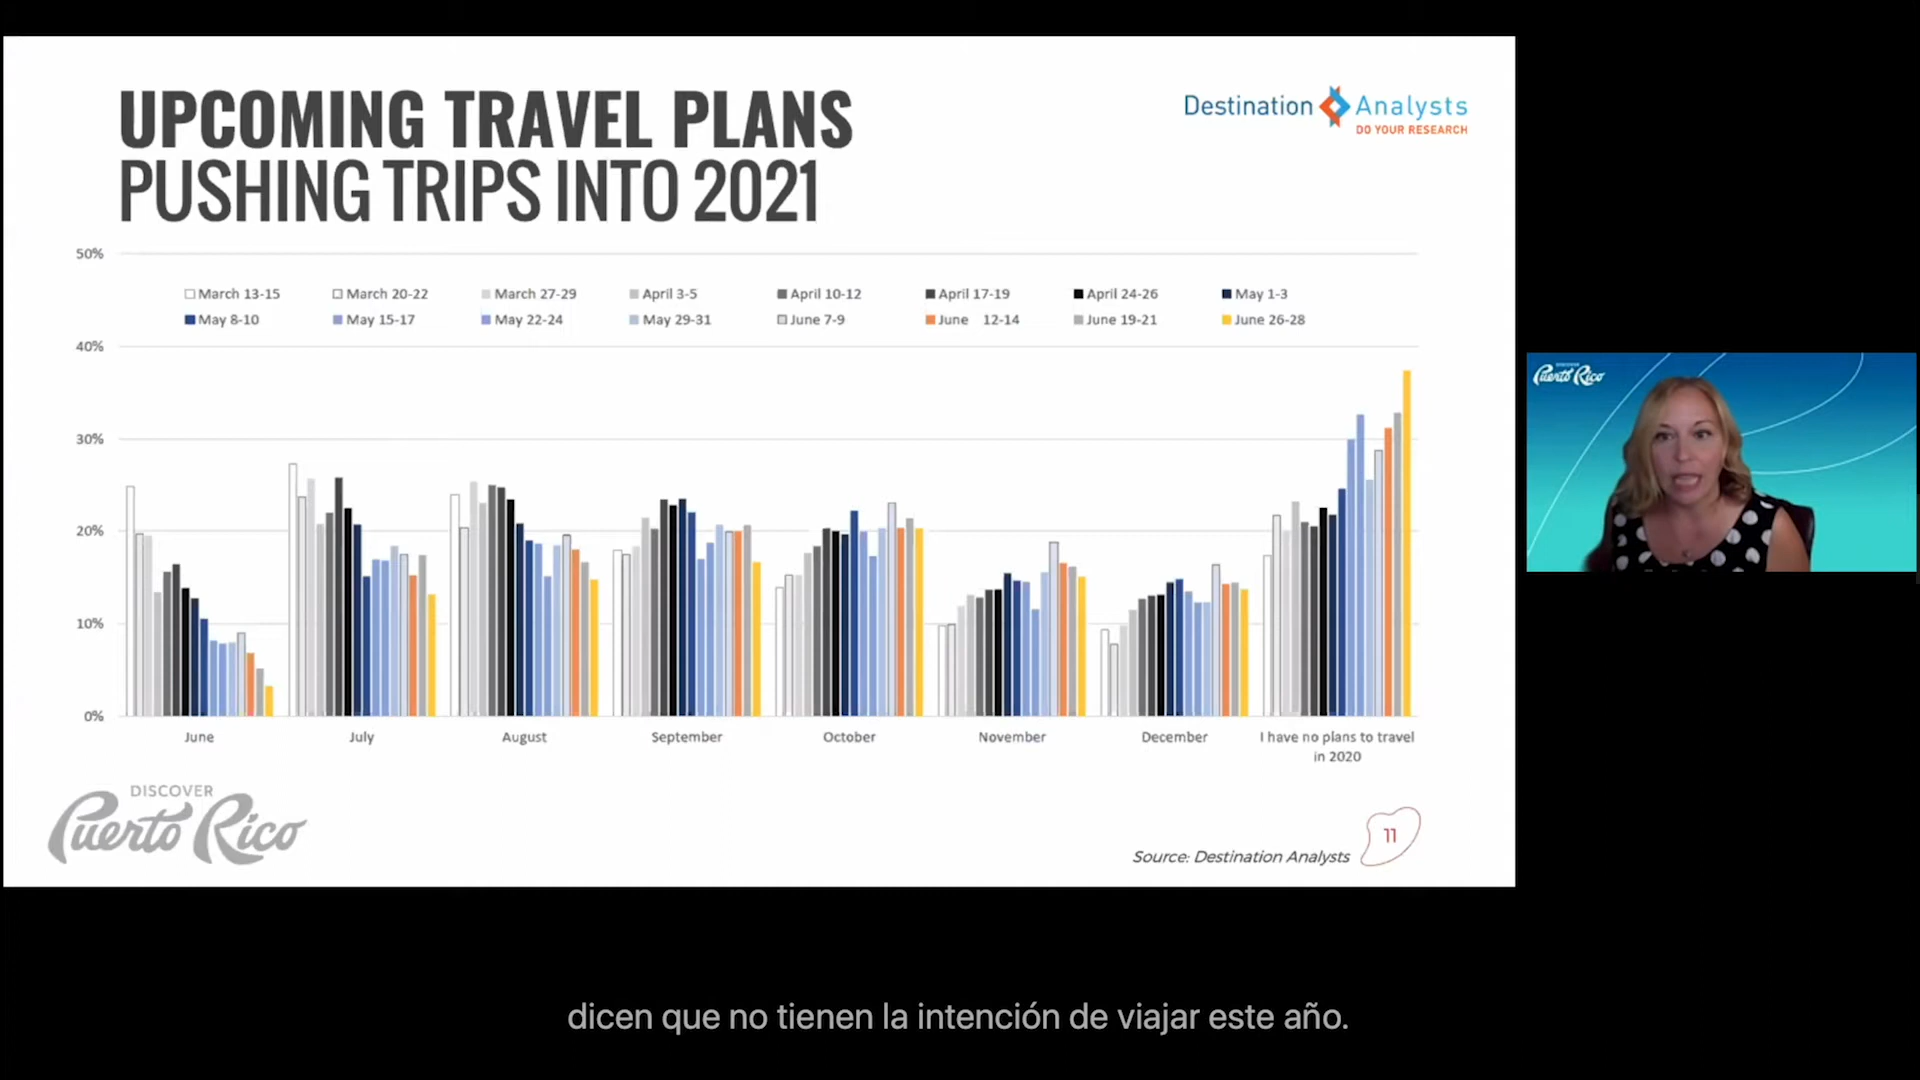 UPCOMING TRAVEL PLANS
PUSHING TRIPS INTO 2021
Destination Analysts
DO YOUR RESEARCH
50%
March 13-15 March 20-22 March 27-29 April 3-5 April 10-12 April 17-19 April 24-26 May 1-3
May 8-10 May 15-17 May 22-24 May 29-31 June 7-9 June 12-14 June 19-21 June 26-28
40%
30%
20%
10%
0%
June July August September October November December I have no plans to travel
in 2020
DISCOVER
Puerto Rico
Source: Destination Analysts
11
DISCOVER
Puerto Rico
dicen que no tienen la intención de viajar este año.